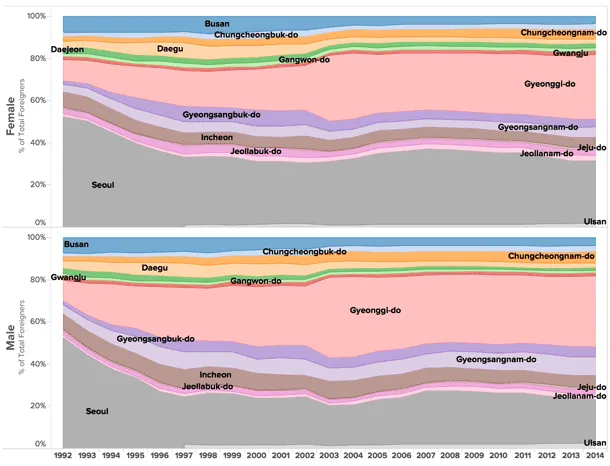 100%
80%
60%
40%
20%
0%
Female
% of Total Foreigners
Busan
Chungcheongbuk-do
Chungcheongnam-do
Daejeon
Daegu
Gangwon-do
Gwangju
Gyeonggi-do
Gyeongsangbuk-do
Gyeongsangnam-do
Incheon
Jeollabuk-do
Jeju-do
Jeollanam-do
Seoul
Ulsan
100%
80%
60%
40%
20%
0%
Male
% of Total Foreigners
Busan
Chungcheongbuk-do
Chungcheongnam-do
Daegu
Gwangju
Gangwon-do
Gyeonggi-do
Gyeongsangbuk-do
Gyeongsangnam-do
Incheon
Jeollabuk-do
Jeju-do
Jeollanam-do
Seoul
Ulsan
1992 1993 1994 1995 1996 1997 1998 1999 2000 2001 2002 2003 2004 2005 2006 2007 2008 2009 2010 2011 2012 2013 2014